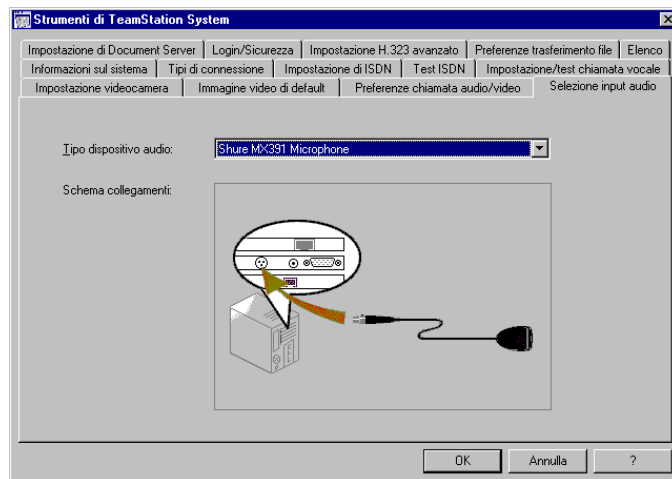 Strumenti di TeamStation System
Impostazione di Document Server Login/Sicurezza Impostazione H.323 avanzato Preferenze trasferimento file Elenco
Informazioni sul sistema Tipi di connessione Impostazione di ISDN Test ISDN Impostazione/test chiamata vocale
Impostazione videocamera Immagine video di default Preferenze chiamata audio/video Selezione input audio
Tipo dispositivo audio: Shure MX391 Microphone
Schema collegamenti:
OK Annulla ?